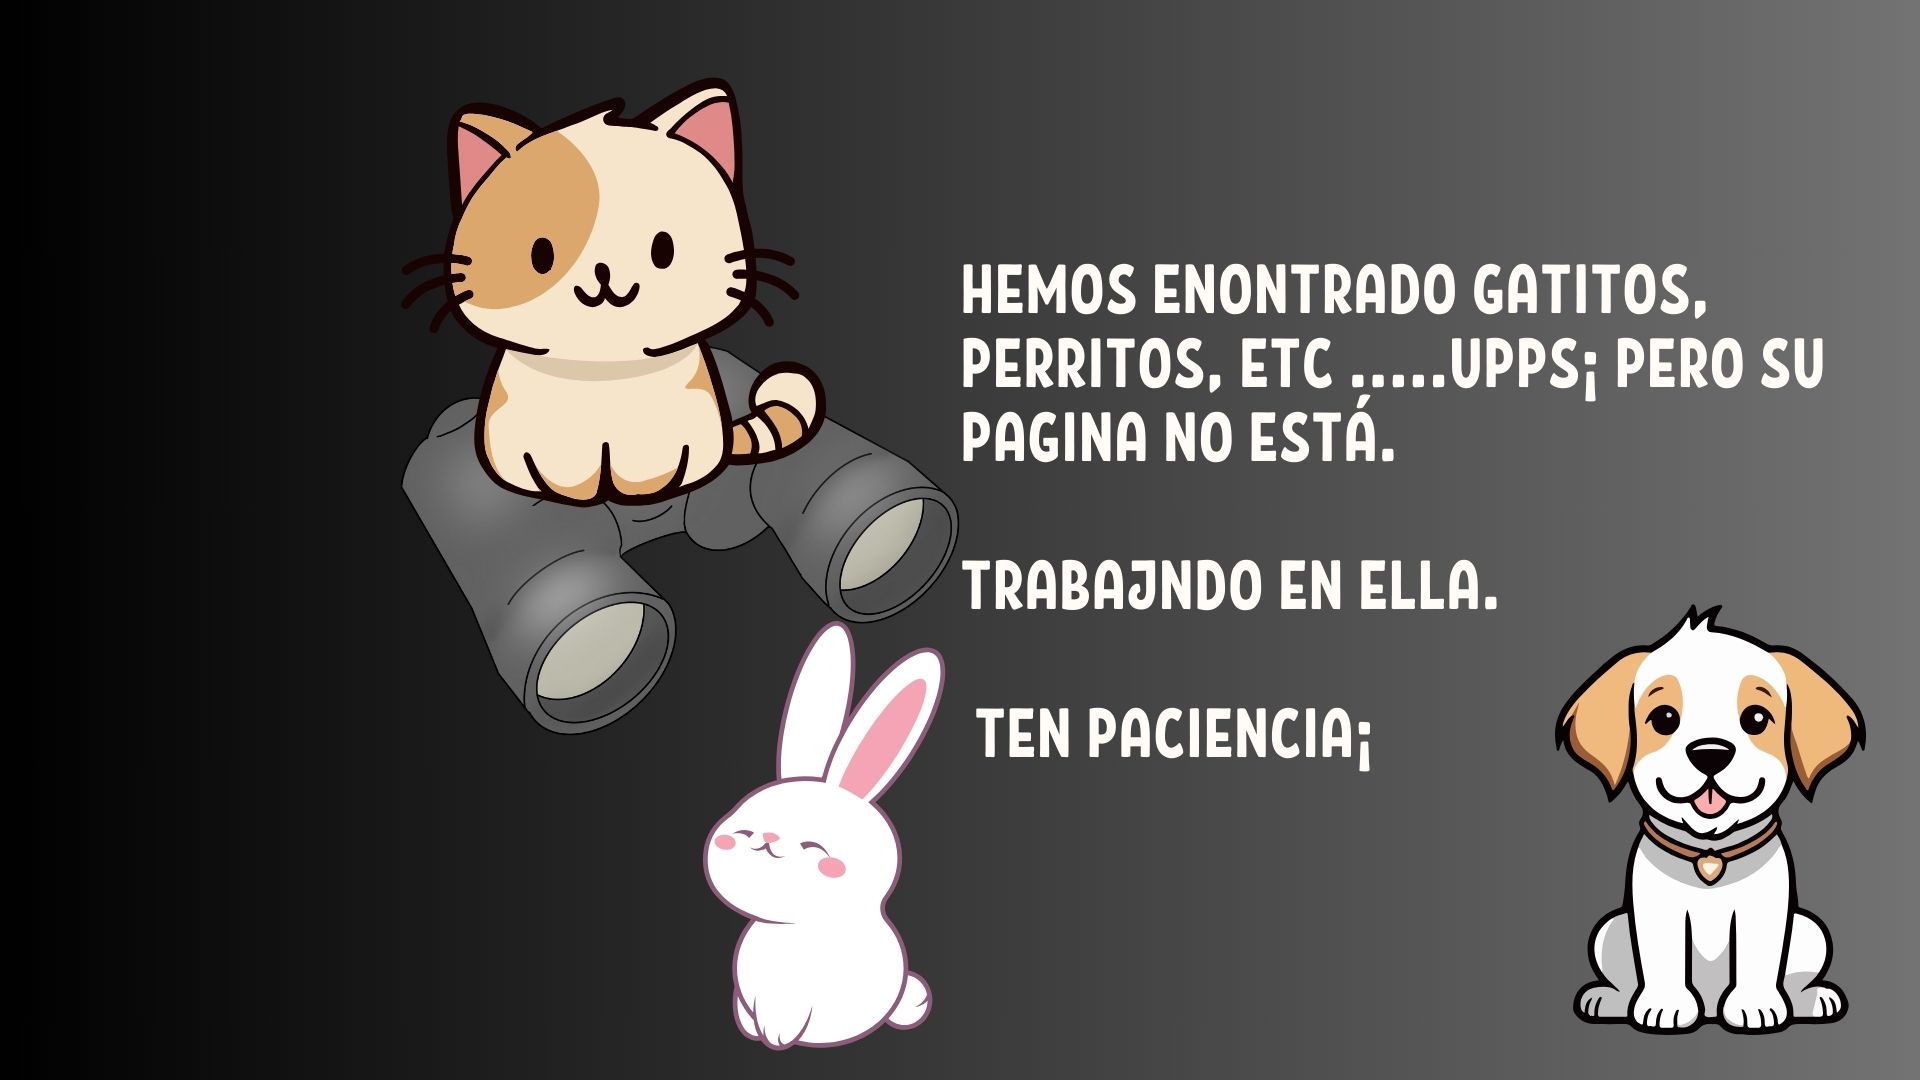 HEMOS ENONTRADO GATITOS,
PERRITOS, ETC .....UPPS¡ PERO SU
PAGINA NO ESTÁ.
TRABAJNDO EN ELLA.
TEN PACIENCIA¡